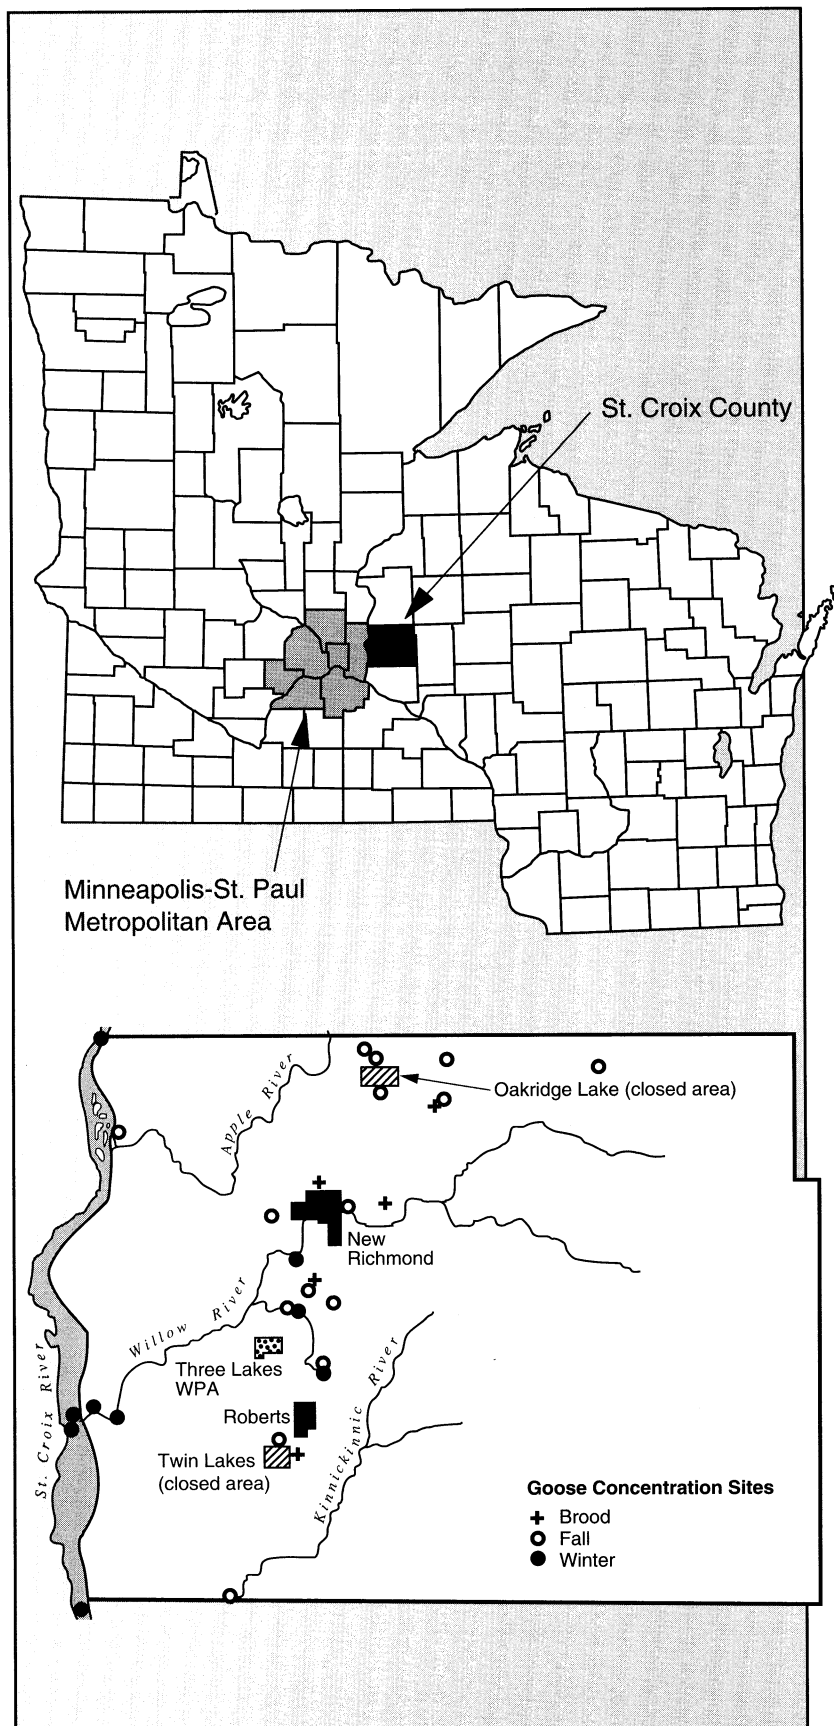 St. Croix County
Minneapolis-St. Paul
Metropolitan Area
Apple River
Oakridge Lake (closed area)
New
Richmond
Willow River
Three Lakes
WPA
St. Croix River
Roberts
Kinnickinnic River
Twin Lakes
(closed area)
Goose Concentration Sites
Brood
Fall
Winter